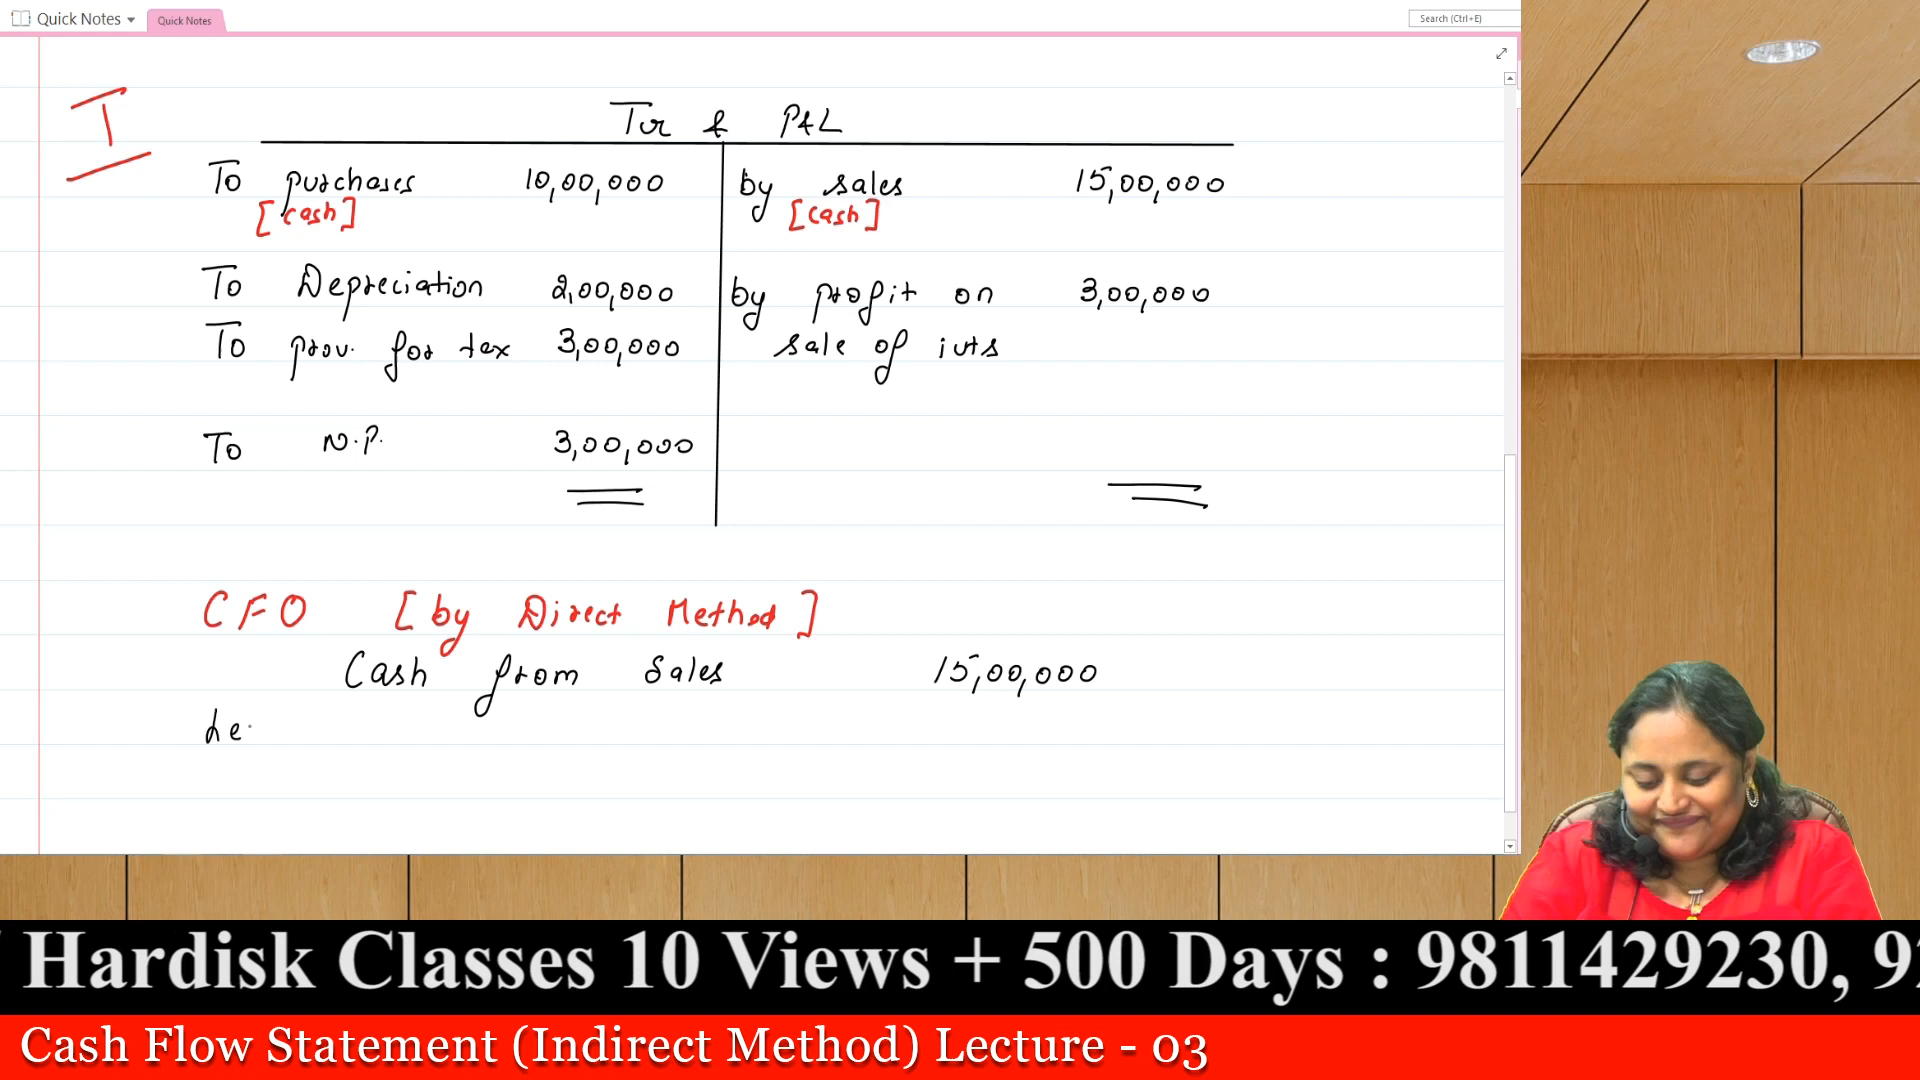 Quick Notes
Quick Notes
Search (Ctrl+E)
I
Tr & P&L
To purchases 10,00,000 by sales 15,00,000
[cash] [cash]
To Depreciation 2,00,000 by profit on 3,00,000
To prov. for tax 3,00,000 sale of ivts
To N.P. 3,00,000
CFO [by Direct Method]
Cash from Sales 15,00,000
Le
Hardisk Classes 10 Views + 500 Days : 9811429230, 9
Cash Flow Statement (Indirect Method) Lecture - 03